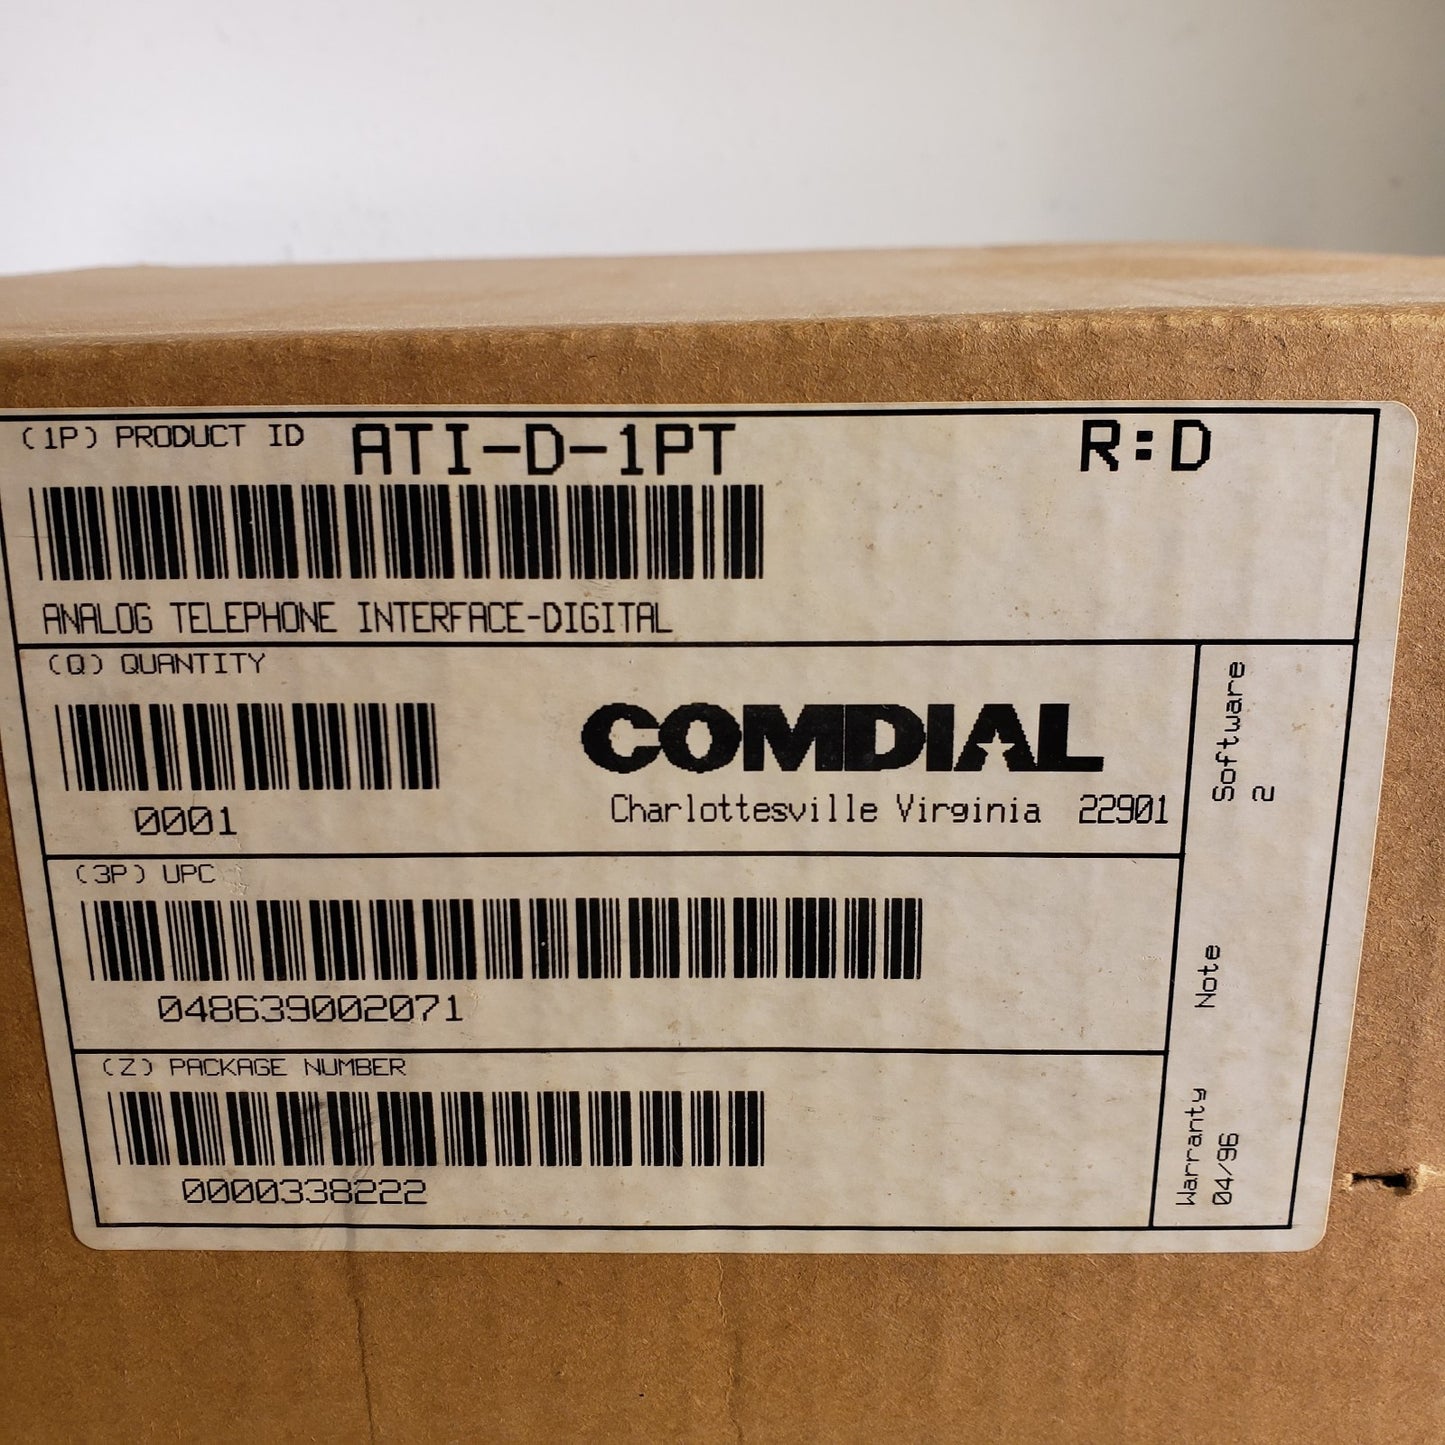 (1P) PRODUCT ID ATI-D-1PT R:D
ANALOG TELEPHONE INTERFACE-DIGITAL
(Q) QUANTITY
0001
COMDIAL
Charlottesville Virginia 22901
(3P) UPC
048639002071
(Z) PACKAGE NUMBER
0000338222
Software
2
Note
Warranty
04/96